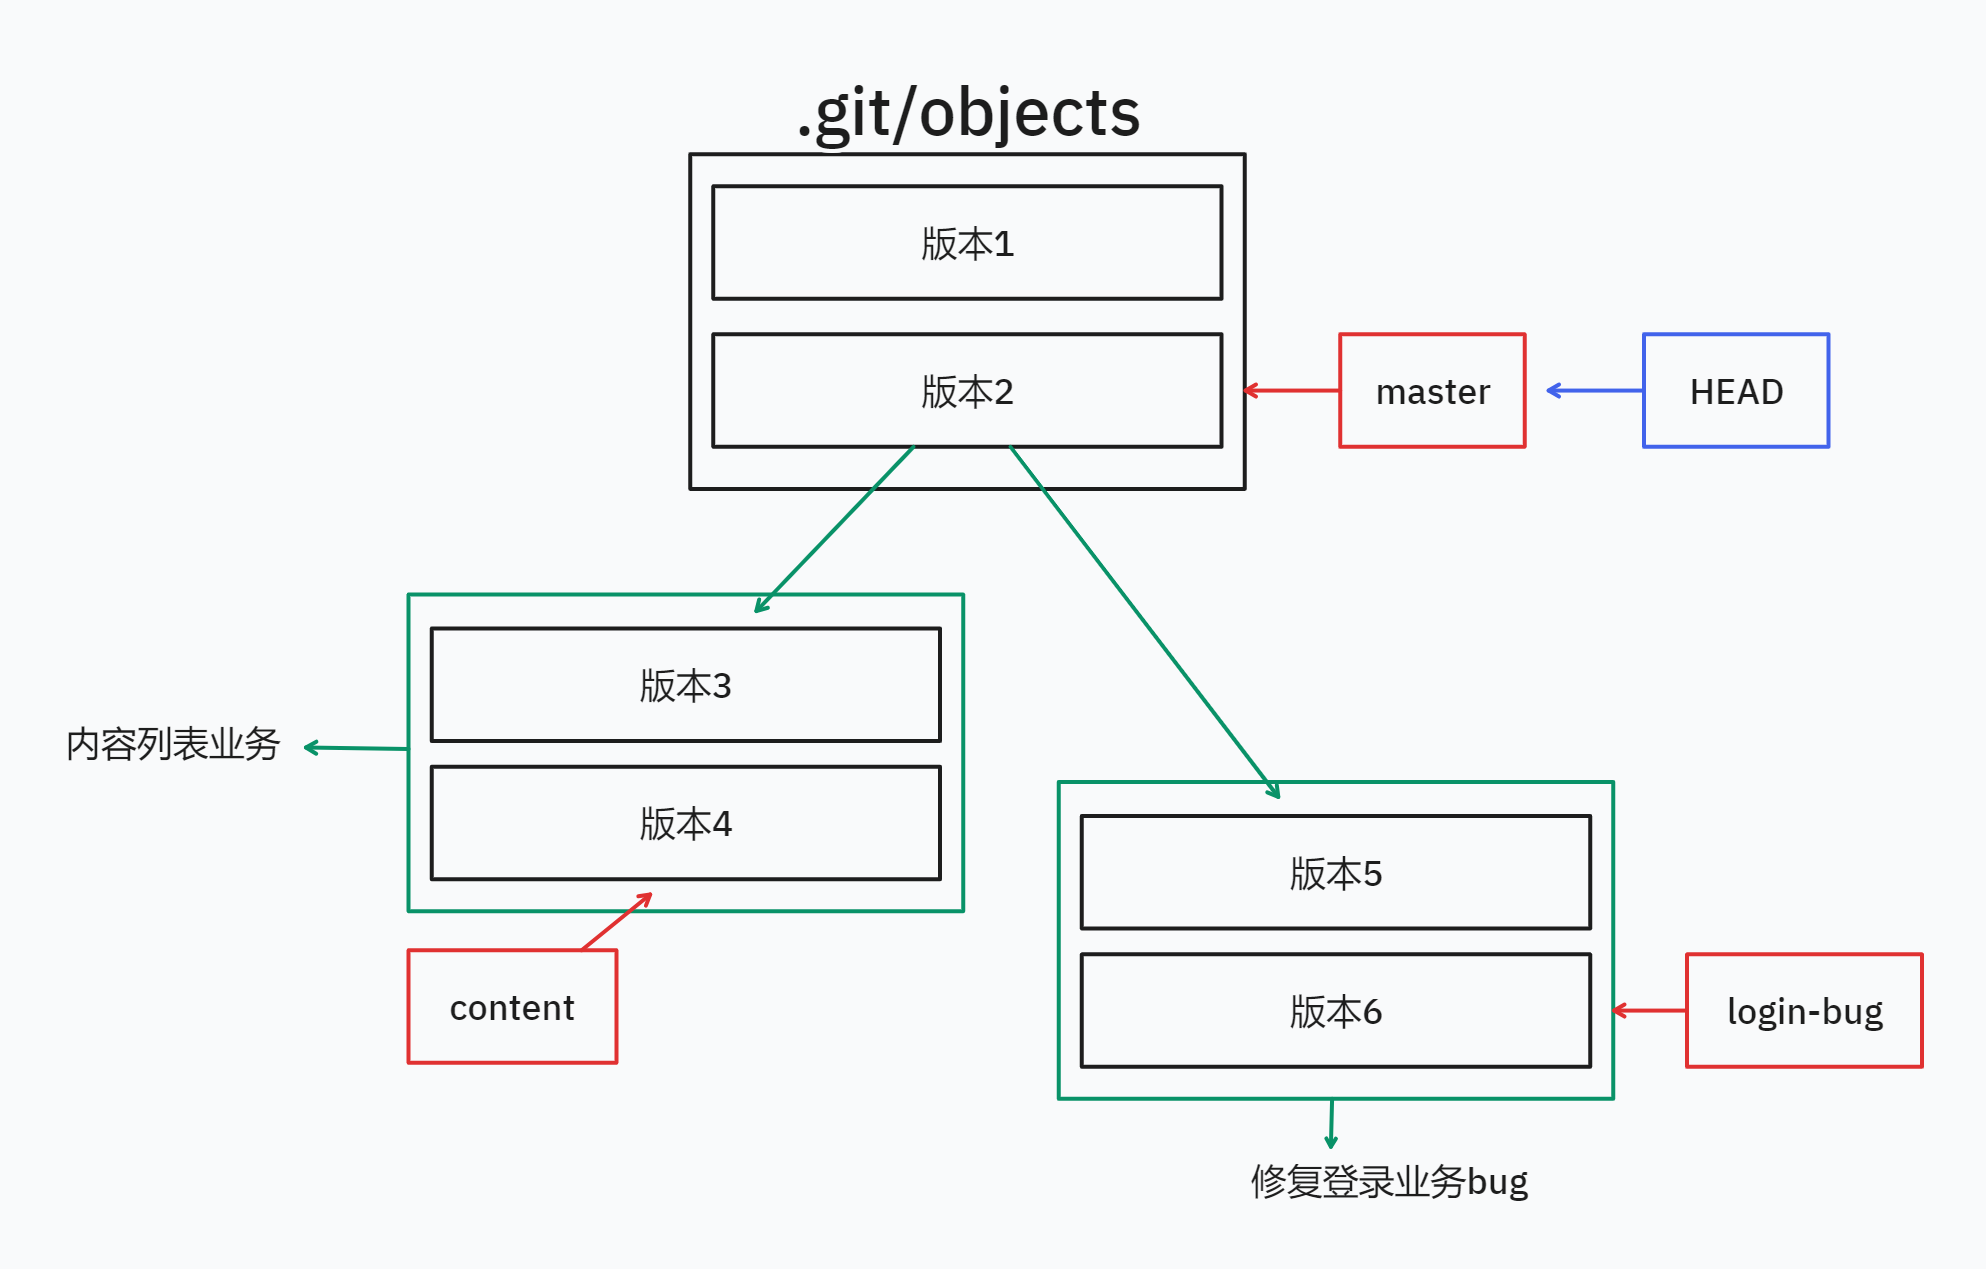 .git/objects
版本1
版本2
master
HEAD
版本3
内容列表业务
版本4
版本5
content
版本6
login-bug
修复登录业务bug